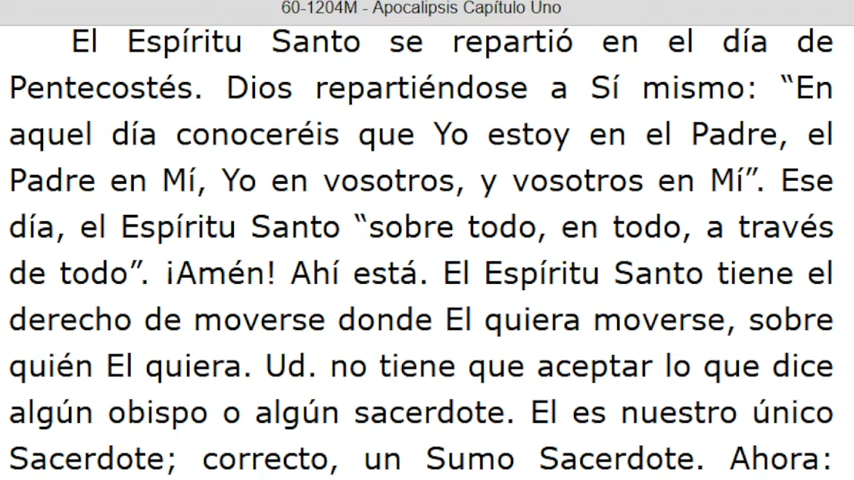 60-1204M - Apocalipsis Capítulo Uno
El Espíritu Santo se repartió en el día de
Pentecostés. Dios repartiéndose a Sí mismo: “En
aquel día conoceréis que Yo estoy en el Padre, el
Padre en Mí, Yo en vosotros, y vosotros en Mí”. Ese
día, el Espíritu Santo “sobre todo, en todo, a través
de todo”. ¡Amén! Ahí está. El Espíritu Santo tiene el
derecho de moverse donde El quiera moverse, sobre
quién El quiera. Ud. no tiene que aceptar lo que dice
algún obispo o algún sacerdote. El es nuestro único
Sacerdote; correcto, un Sumo Sacerdote. Ahora: